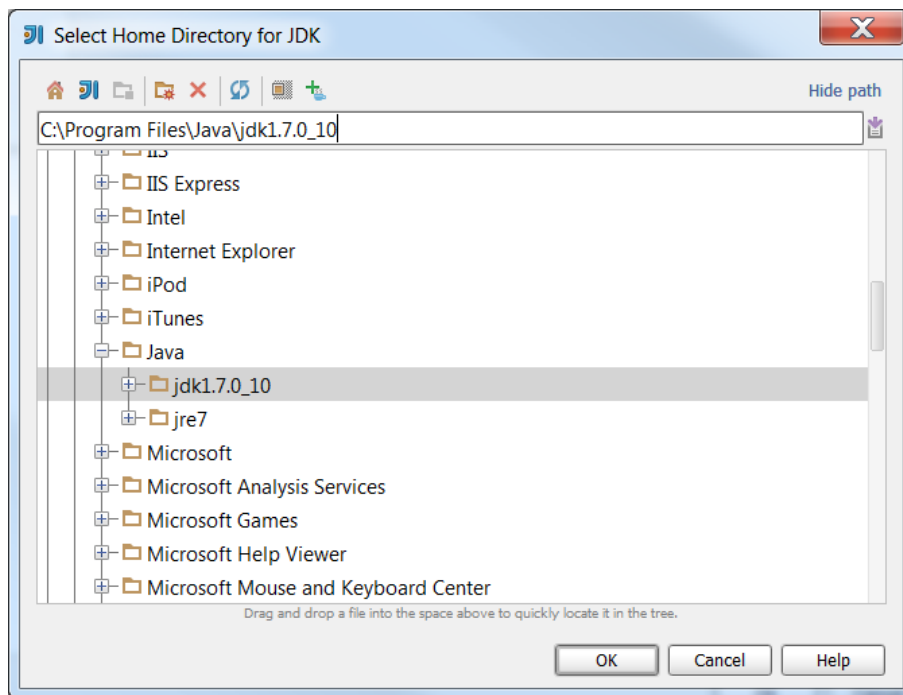 Select Home Directory for JDK
Hide path
C:\Program Files\Java\jdk1.7.0_10
IIS
IIS Express
Intel
Internet Explorer
iPod
iTunes
Java
jdk1.7.0_10
jre7
Microsoft
Microsoft Analysis Services
Microsoft Games
Microsoft Help Viewer
Microsoft Mouse and Keyboard Center
Drag and drop a file into the space above to quickly locate it in the tree.
OK Cancel Help